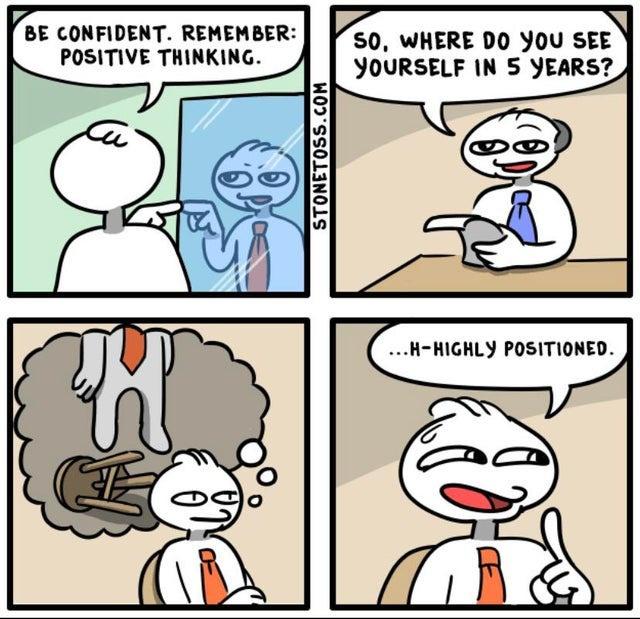 BE CONFIDENT. REMEMBER:
POSITIVE THINKING.
STONETOSS.COM
SO, WHERE DO YOU SEE
YOURSELF IN 5 YEARS?
...H-HIGHLY POSITIONED.